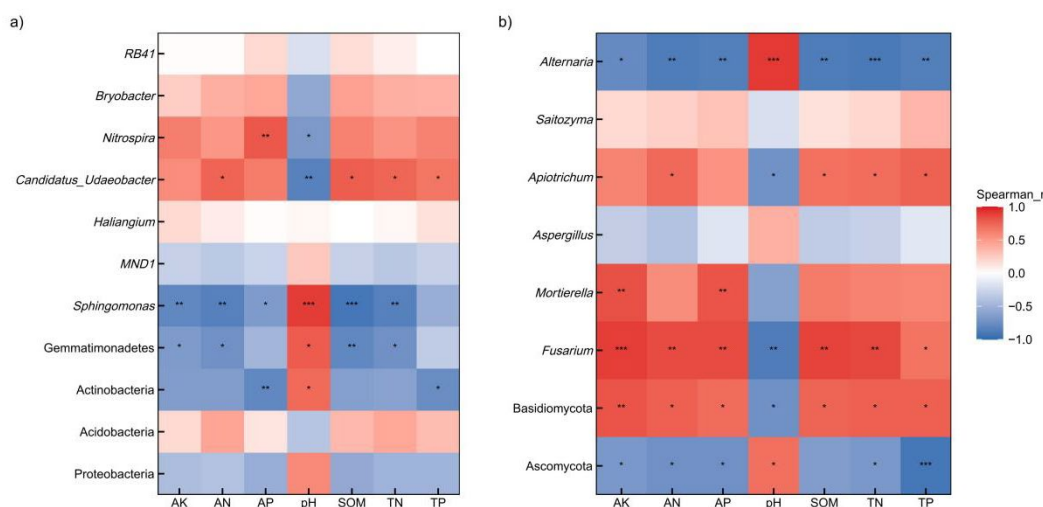 a)
RB41
Bryobacter
Nitrospira ** *
Candidatus_Udaeobacter * ** * * *
Haliangium
MND1
Sphingomonas ** ** * *** *** **
Gemmatimonadetes * * * ** *
Actinobacteria ** * *
Acidobacteria
Proteobacteria
AK AN AP pH SOM TN TP
b)
Alternaria * ** ** *** ** *** **
Saitozyma
Apiotrichum * * * * *
Aspergillus
Mortierella ** **
Fusarium *** ** ** ** ** ** *
Basidiomycota ** * * * * * *
Ascomycota * * * * * ***
AK AN AP pH SOM TN TP
Spearman_r
1.0
0.5
0.0
−0.5
−1.0